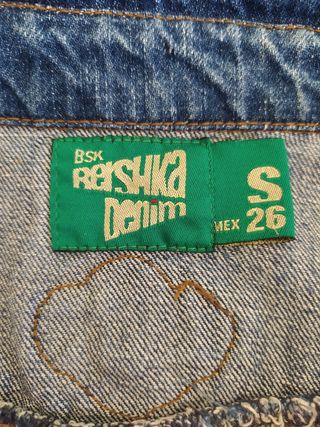 BSK
Bershka
Denim
S
MEX 26